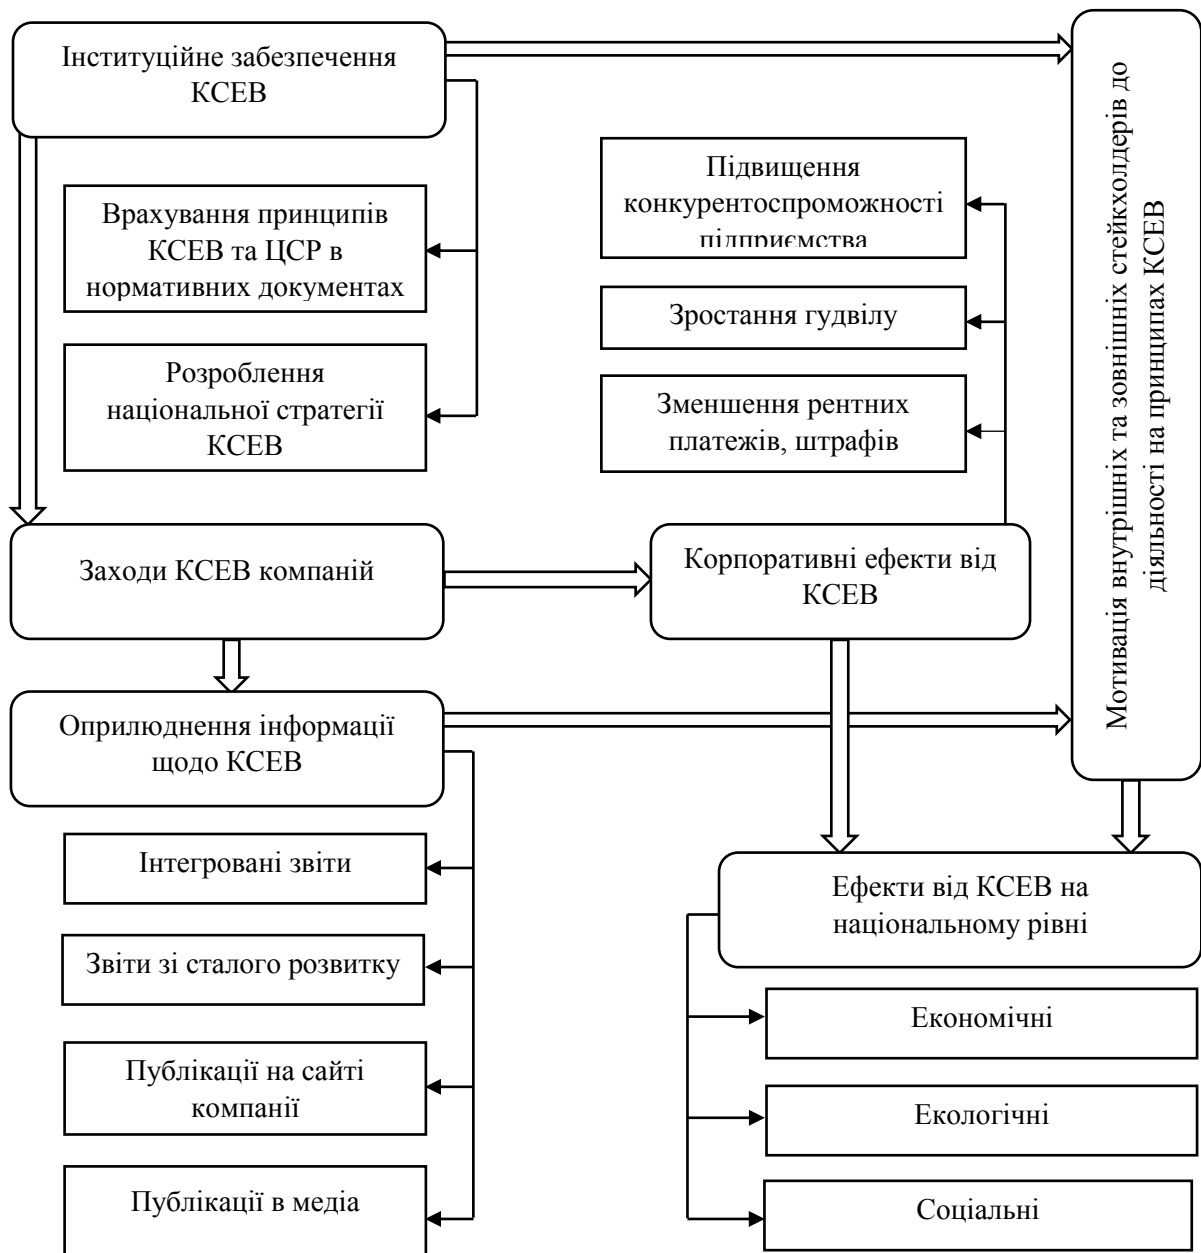 Інституційне забезпечення
КСЕВ
Врахування принципів
КСЕВ та ЦСР в
нормативних документах
Розроблення
національної стратегії
КСЕВ
Підвищення
конкурентоспроможності
підприємства
Зростання гудвілу
Зменшення рентних
платежів, штрафів
Мотивація внутрішніх та зовнішніх стейкхолдерів до
діяльності на принципах КСЕВ
Заходи КСЕВ компаній
Корпоративні ефекти від
КСЕВ
Оприлюднення інформації
щодо КСЕВ
Інтегровані звіти
Звіти зі сталого розвитку
Публікації на сайті
компанії
Публікації в медіа
Ефекти від КСЕВ на
національному рівні
Економічні
Екологічні
Соціальні